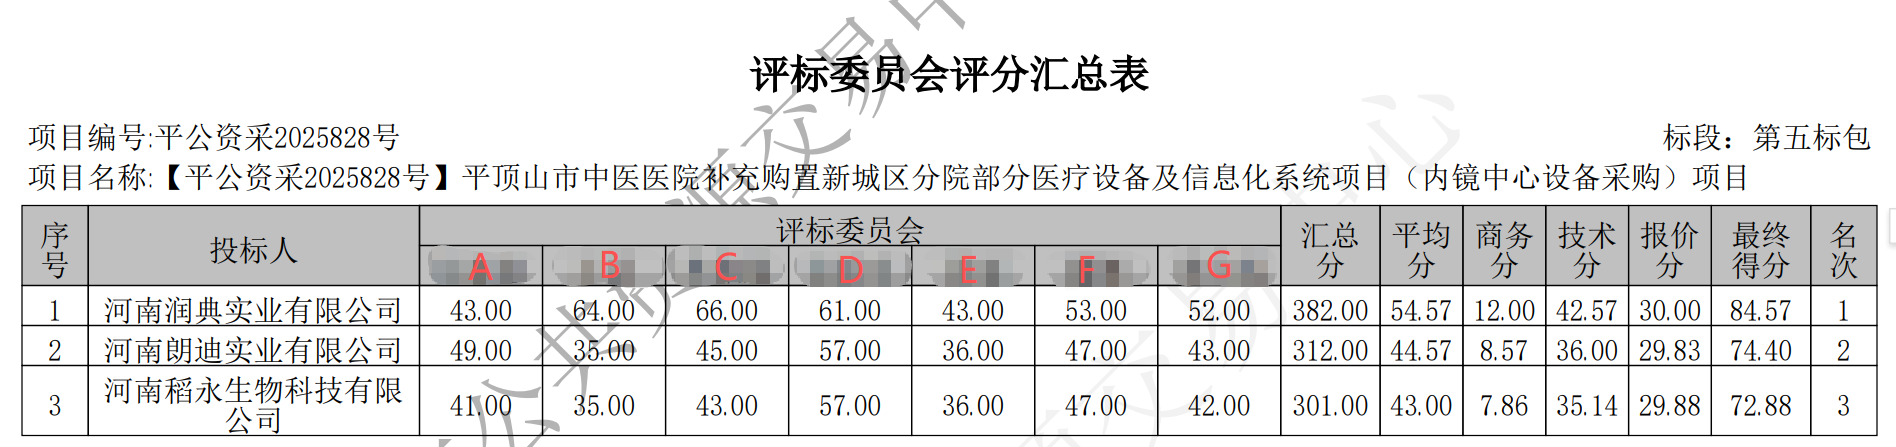 评标委员会评分汇总表
项目编号:平公资采2025828号 标段：第五标包
项目名称:【平公资采2025828号】平顶山市中医医院补充购置新城区分院部分医疗设备及信息化系统项目（内镜中心设备采购）项目
序号 投标人 评标委员会 汇总分 平均分 商务分 技术分 报价分 最终得分 名次
A B C D E F G
1 河南润典实业有限公司 43.00 64.00 66.00 61.00 43.00 53.00 52.00 382.00 54.57 12.00 42.57 30.00 84.57 1
2 河南朗迪实业有限公司 49.00 35.00 45.00 57.00 36.00 47.00 43.00 312.00 44.57 8.57 36.00 29.83 74.40 2
3 河南稻永生物科技有限公司 41.00 35.00 43.00 57.00 36.00 47.00 42.00 301.00 43.00 7.86 35.14 29.88 72.88 3